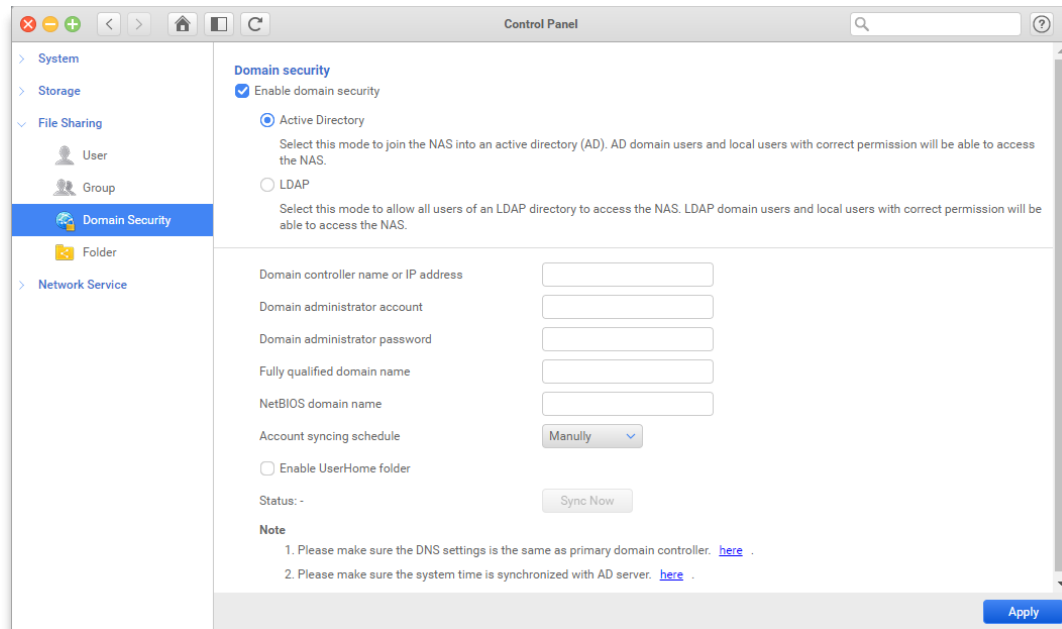 Control Panel
System
Storage
File Sharing
User
Group
Domain Security
Folder
Network Service
Domain security
Enable domain security
Active Directory
Select this mode to join the NAS into an active directory (AD). AD domain users and local users with correct permission will be able to access
the NAS.
LDAP
Select this mode to allow all users of an LDAP directory to access the NAS. LDAP domain users and local users with correct permission will be
able to access the NAS.
Domain controller name or IP address
Domain administrator account
Domain administrator password
Fully qualified domain name
NetBIOS domain name
Account syncing schedule Manully
Enable UserHome folder
Status: - Sync Now
Note
1. Please make sure the DNS settings is the same as primary domain controller. here .
2. Please make sure the system time is synchronized with AD server. here .
Apply